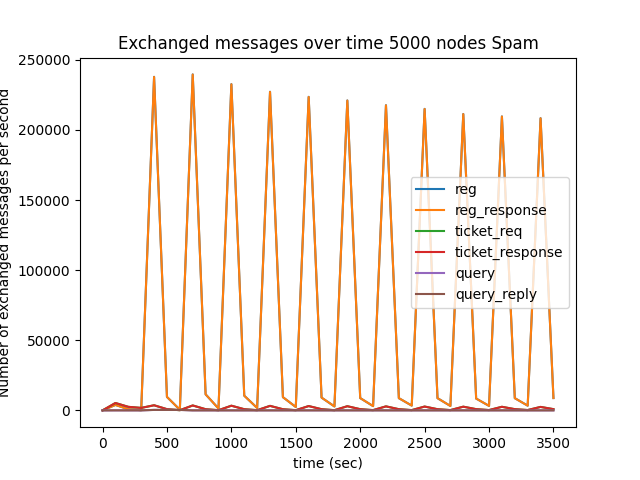 Exchanged messages over time 5000 nodes Spam
Number of exchanged messages per second
250000
200000
150000
100000
50000
0
reg
reg_response
ticket_req
ticket_response
query
query_reply
0 500 1000 1500 2000 2500 3000 3500
time (sec)